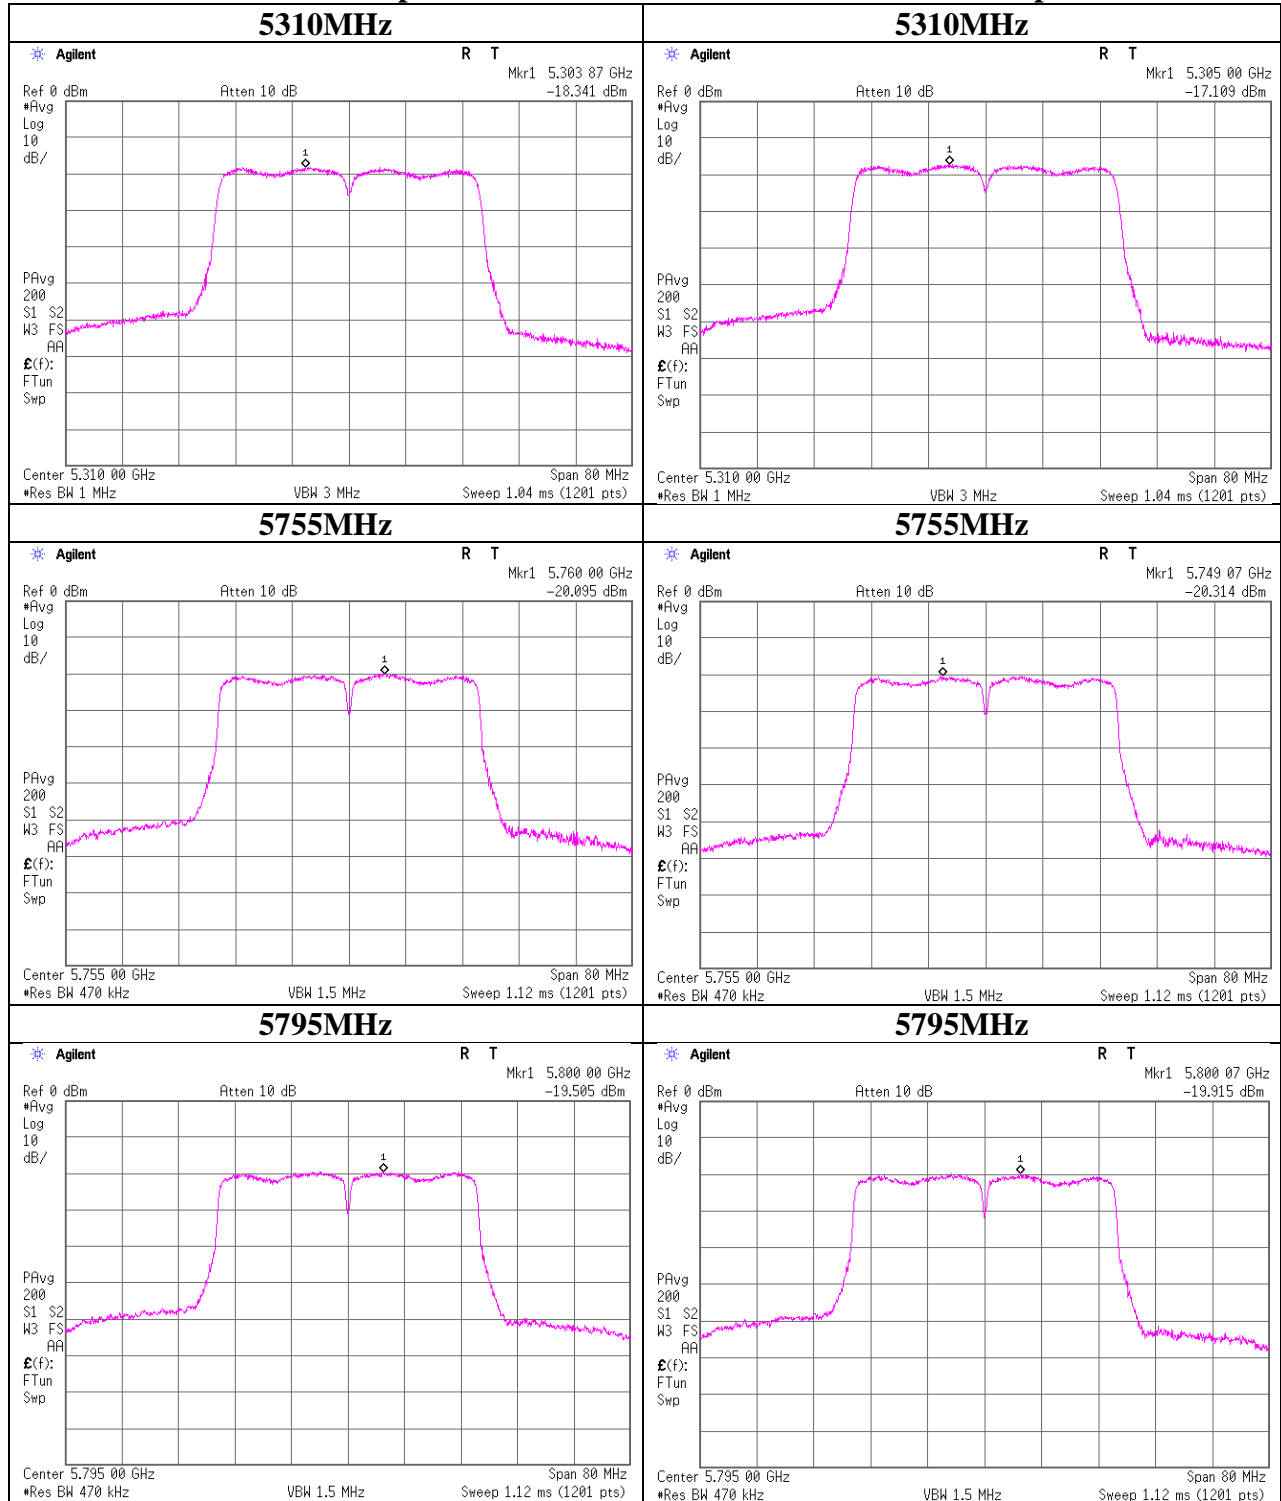 5310MHz
Agilent
R T
Mkr1 5.303 87 GHz
Ref 0 dBm Atten 10 dB -18.341 dBm
#Avg
Log
10
dB/
1
PAvg
200
S1 S2
W3 FS
AA
£(f):
FTun
Swp
Center 5.310 00 GHz Span 80 MHz
#Res BW 1 MHz VBW 3 MHz Sweep 1.04 ms (1201 pts)
5310MHz
Agilent
R T
Mkr1 5.305 00 GHz
Ref 0 dBm Atten 10 dB -17.109 dBm
#Avg
Log
10
dB/
1
PAvg
200
S1 S2
W3 FS
AA
£(f):
FTun
Swp
Center 5.310 00 GHz Span 80 MHz
#Res BW 1 MHz VBW 3 MHz Sweep 1.04 ms (1201 pts)
5755MHz
Agilent
R T
Mkr1 5.760 00 GHz
Ref 0 dBm Atten 10 dB -20.095 dBm
#Avg
Log
10
dB/
1
PAvg
200
S1 S2
W3 FS
AA
£(f):
FTun
Swp
Center 5.755 00 GHz Span 80 MHz
#Res BW 470 kHz VBW 1.5 MHz Sweep 1.12 ms (1201 pts)
5755MHz
Agilent
R T
Mkr1 5.749 07 GHz
Ref 0 dBm Atten 10 dB -20.314 dBm
#Avg
Log
10
dB/
1
PAvg
200
S1 S2
W3 FS
AA
£(f):
FTun
Swp
Center 5.755 00 GHz Span 80 MHz
#Res BW 470 kHz VBW 1.5 MHz Sweep 1.12 ms (1201 pts)
5795MHz
Agilent
R T
Mkr1 5.800 00 GHz
Ref 0 dBm Atten 10 dB -19.505 dBm
#Avg
Log
10
dB/
1
PAvg
200
S1 S2
W3 FS
AA
£(f):
FTun
Swp
Center 5.795 00 GHz Span 80 MHz
#Res BW 470 kHz VBW 1.5 MHz Sweep 1.12 ms (1201 pts)
5795MHz
Agilent
R T
Mkr1 5.800 07 GHz
Ref 0 dBm Atten 10 dB -19.915 dBm
#Avg
Log
10
dB/
1
PAvg
200
S1 S2
W3 FS
AA
£(f):
FTun
Swp
Center 5.795 00 GHz Span 80 MHz
#Res BW 470 kHz VBW 1.5 MHz Sweep 1.12 ms (1201 pts)